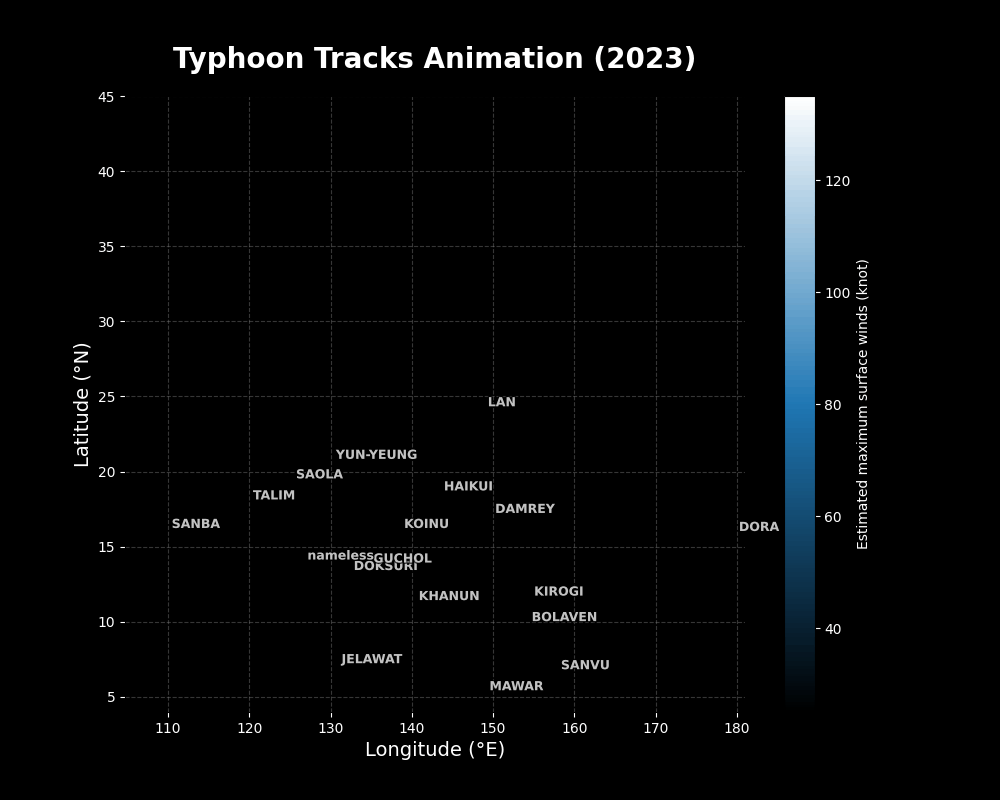 Typhoon Tracks Animation (2023)
45
40
35
30
25
20
15
10
5
Latitude (°N)
LAN
YUN-YEUNG
SAOLA
HAIKUI
TALIM
DAMREY
SANBA
KOINU
DORA
nameless
GUCHOL
DOKSURI
KIROGI
KHANUN
BOLAVEN
JELAWAT
SANVU
MAWAR
110 120 130 140 150 160 170 180
Longitude (°E)
120
100
80
60
40
Estimated maximum surface winds (knot)